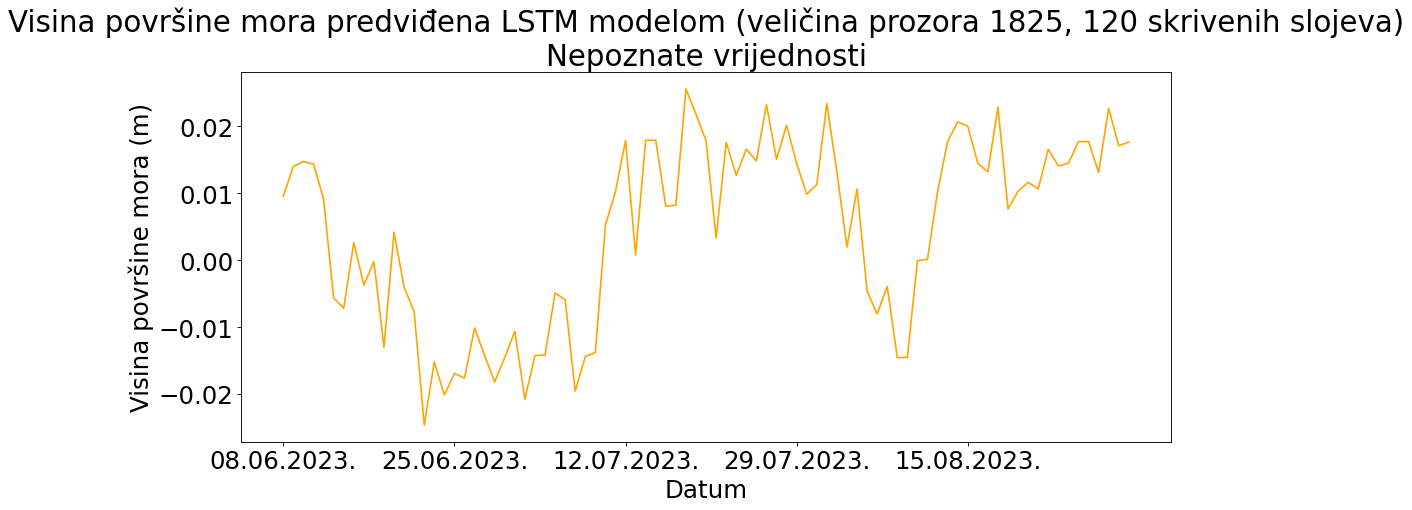 Visina površine mora predviđena LSTM modelom (veličina prozora 1825, 120 skrivenih slojeva)
Nepoznate vrijednosti
Visina površine mora (m)
0.02
0.01
0.00
−0.01
−0.02
08.06.2023. 25.06.2023. 12.07.2023. 29.07.2023. 15.08.2023.
Datum